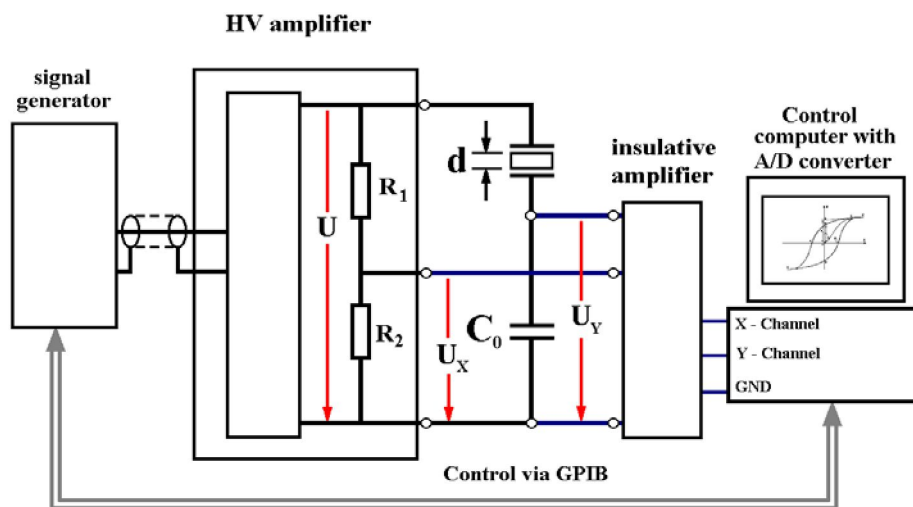 HV amplifier
signal
generator
Control
computer with
A/D converter
insulative
amplifier
d
R1
U
R2
C0
UX
UY
X - Channel
Y - Channel
GND
Control via GPIB